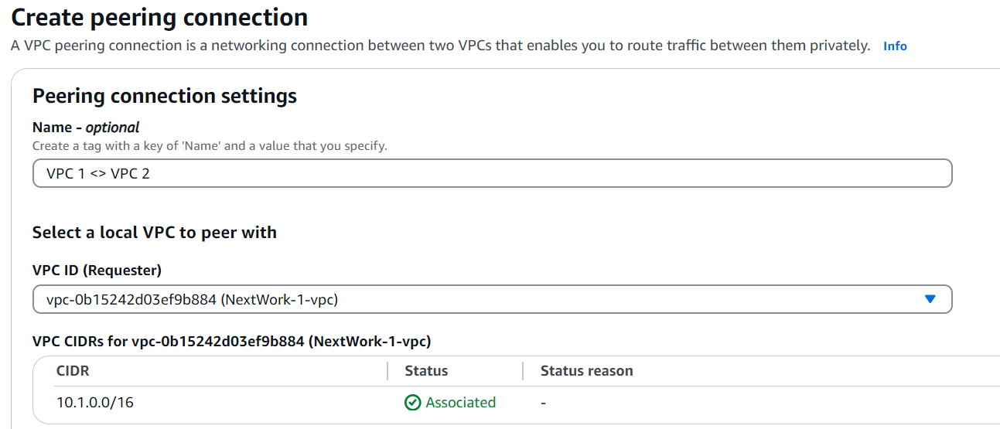 Create peering connection
A VPC peering connection is a networking connection between two VPCs that enables you to route traffic between them privately. Info
Peering connection settings
Name - optional
Create a tag with a key of 'Name' and a value that you specify.
VPC 1 <> VPC 2
Select a local VPC to peer with
VPC ID (Requester)
vpc-0b15242d03ef9b884 (NextWork-1-vpc)
VPC CIDRs for vpc-0b15242d03ef9b884 (NextWork-1-vpc)
CIDR Status Status reason
10.1.0.0/16 Associated -